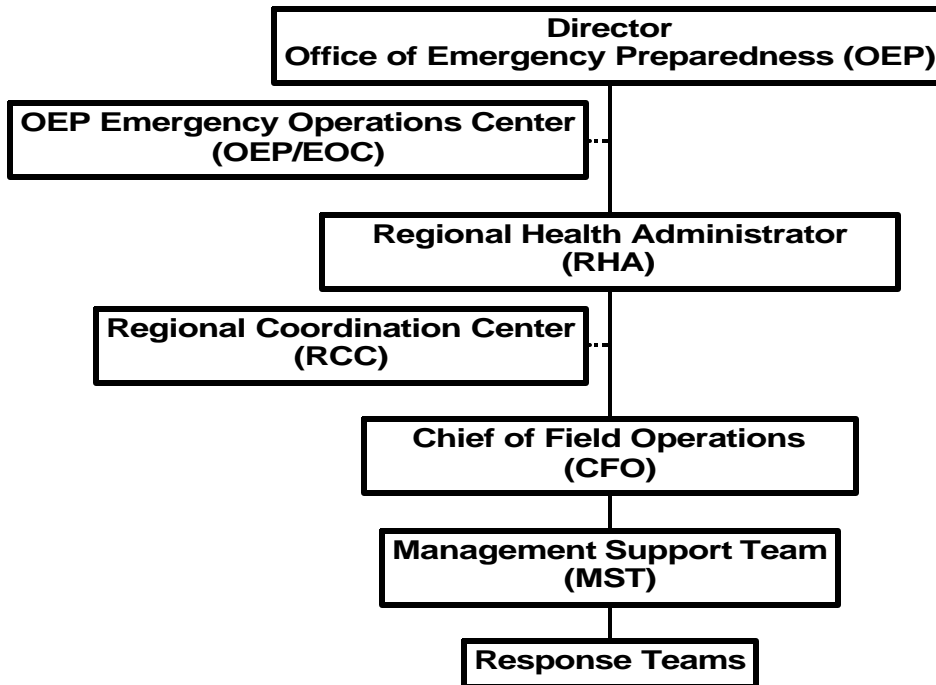 Director
Office of Emergency Preparedness (OEP)
OEP Emergency Operations Center
(OEP/EOC)
Regional Health Administrator
(RHA)
Regional Coordination Center
(RCC)
Chief of Field Operations
(CFO)
Management Support Team
(MST)
Response Teams